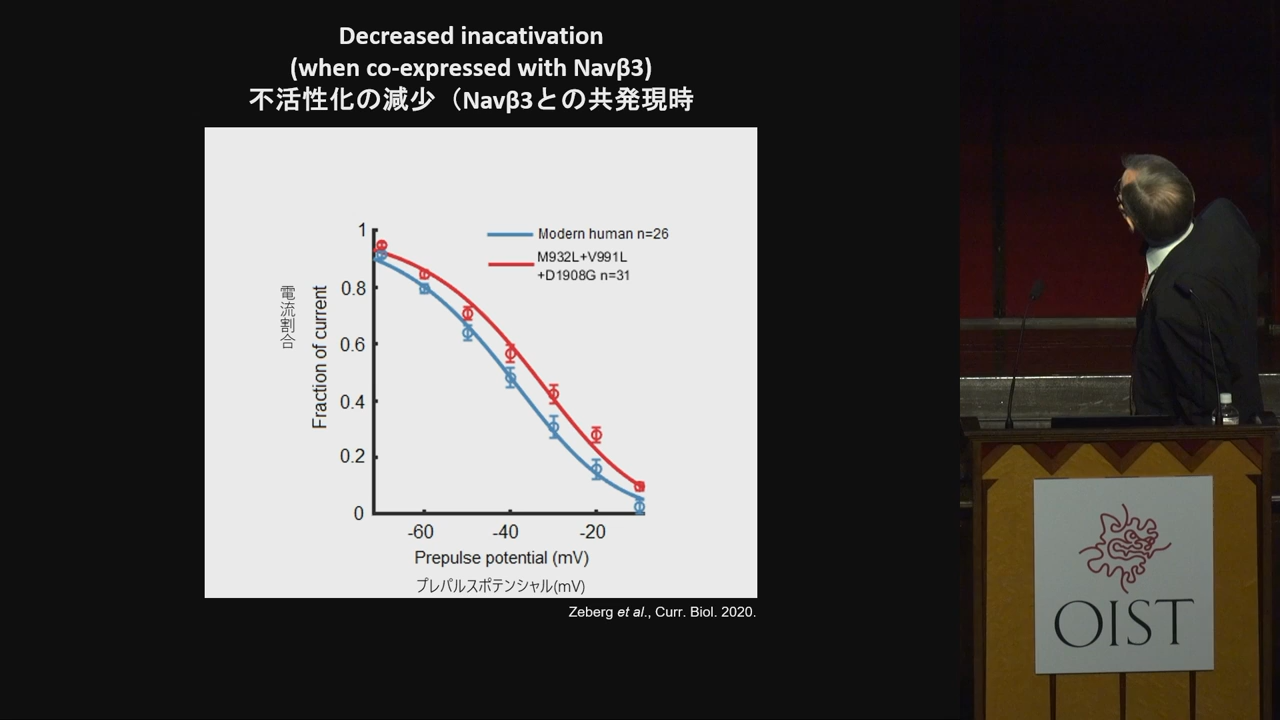 Decreased inacativation
(when co-expressed with Navβ3)
不活性化の減少（Navβ3との共発現時
1
0.8
0.6
0.4
0.2
0
電流割合
Fraction of current
Modern human n=26
M932L+V991L
+D1908G n=31
-60
-40
-20
Prepulse potential (mV)
プレパルスポテンシャル(mV)
Zeberg et al., Curr. Biol. 2020.
OIST